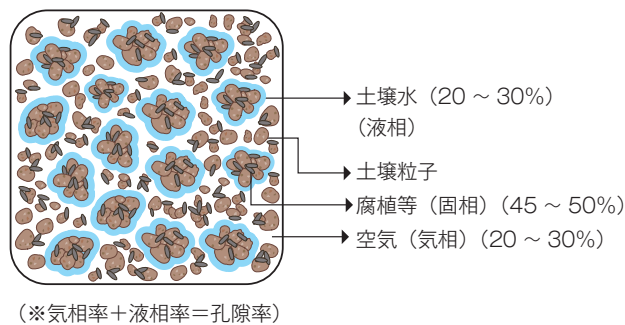 土壌水（20 ～ 30%）
（液相）
土壌粒子
腐植等（固相）（45 ～ 50%）
空気（気相）（20 ～ 30%）
（※気相率＋液相率＝孔隙率）